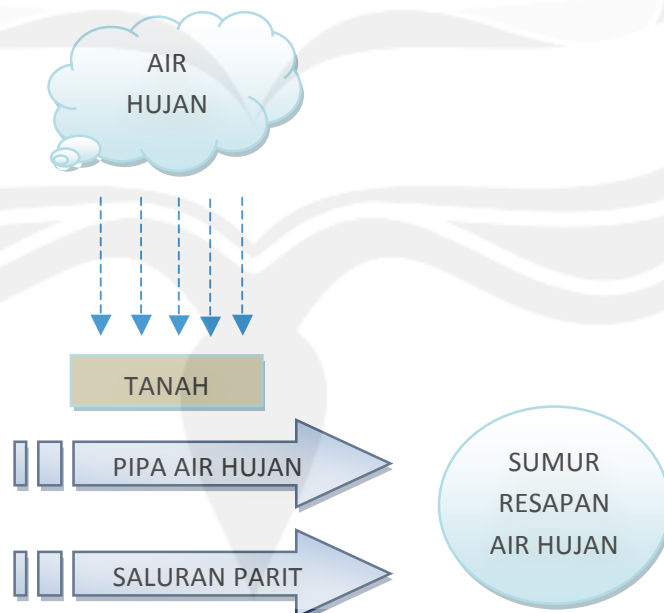 AIR
HUJAN
TANAH
PIPA AIR HUJAN
SALURAN PARIT
SUMUR
RESAPAN
AIR HUJAN